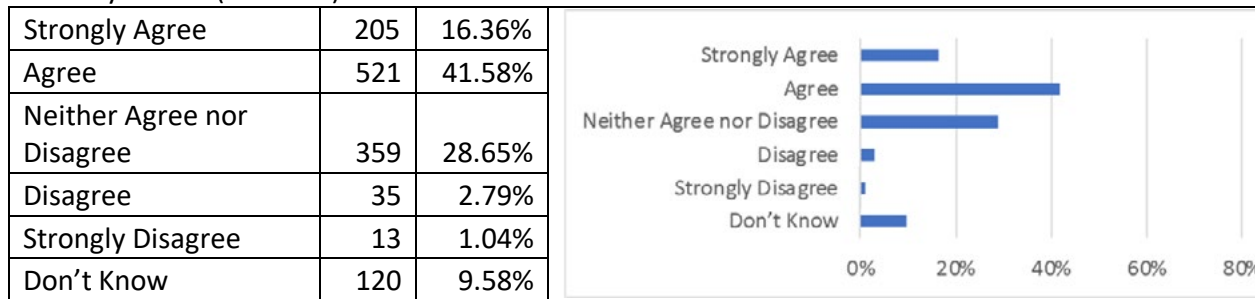 Strongly Agree 205 16.36%
Agree 521 41.58%
Neither Agree nor
Disagree 359 28.65%
Disagree 35 2.79%
Strongly Disagree 13 1.04%
Don't Know 120 9.58%
Strongly Agree
Agree
Neither Agree nor Disagree
Disagree
Strongly Disagree
Don't Know
0% 20% 40% 60% 80%